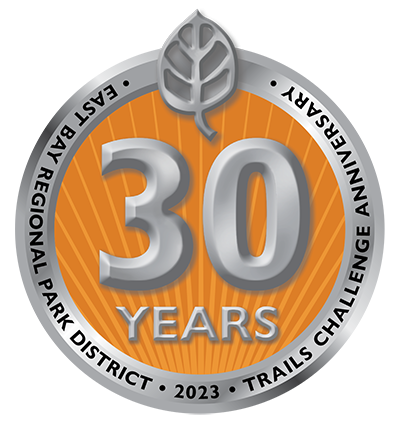 30
YEARS
• EAST BAY REGIONAL PARK DISTRICT • 2023 • TRAILS CHALLENGE ANNIVERSARY •